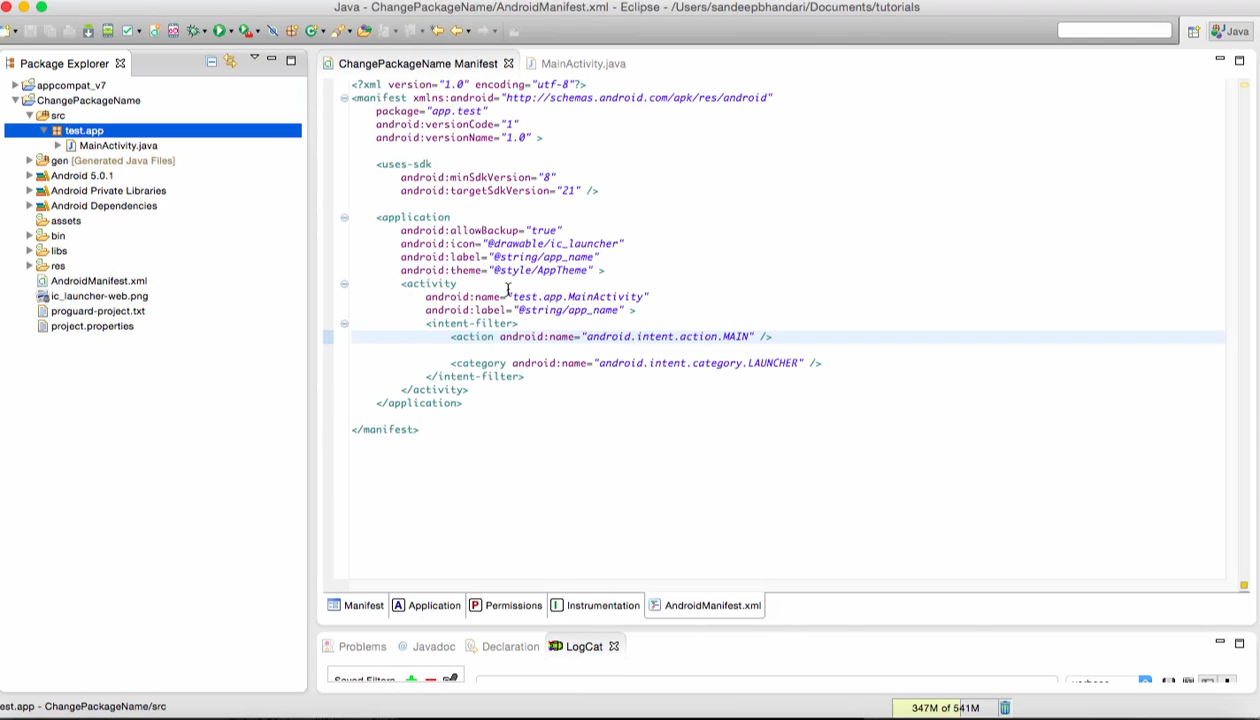 Java - ChangePackageName/AndroidManifest.xml - Eclipse - /Users/sandeepbhandari/Documents/tutorials
Java
Package Explorer
appcompat_v7
ChangePackageName
src
test.app
MainActivity.java
gen [Generated Java Files]
Android 5.0.1
Android Private Libraries
Android Dependencies
assets
bin
libs
res
AndroidManifest.xml
ic_launcher-web.png
proguard-project.txt
project.properties
ChangePackageName Manifest
MainActivity.java
<?xml version="1.0" encoding="utf-8"?>
<manifest xmlns:android="http://schemas.android.com/apk/res/android"
package="app.test"
android:versionCode="1"
android:versionName="1.0" >
<uses-sdk
android:minSdkVersion="8"
android:targetSdkVersion="21" />
<application
android:allowBackup="true"
android:icon="@drawable/ic_launcher"
android:label="@string/app_name"
android:theme="@style/AppTheme" >
<activity
android:name="test.app.MainActivity"
android:label="@string/app_name" >
<intent-filter>
<action android:name="android.intent.action.MAIN" />
<category android:name="android.intent.category.LAUNCHER" />
</intent-filter>
</activity>
</application>
</manifest>
Manifest
A Application
P Permissions
I Instrumentation
AndroidManifest.xml
Problems
@ Javadoc
Declaration
LogCat
Saved Filters
verbose
est.app - ChangePackageName/src
347M of 541M